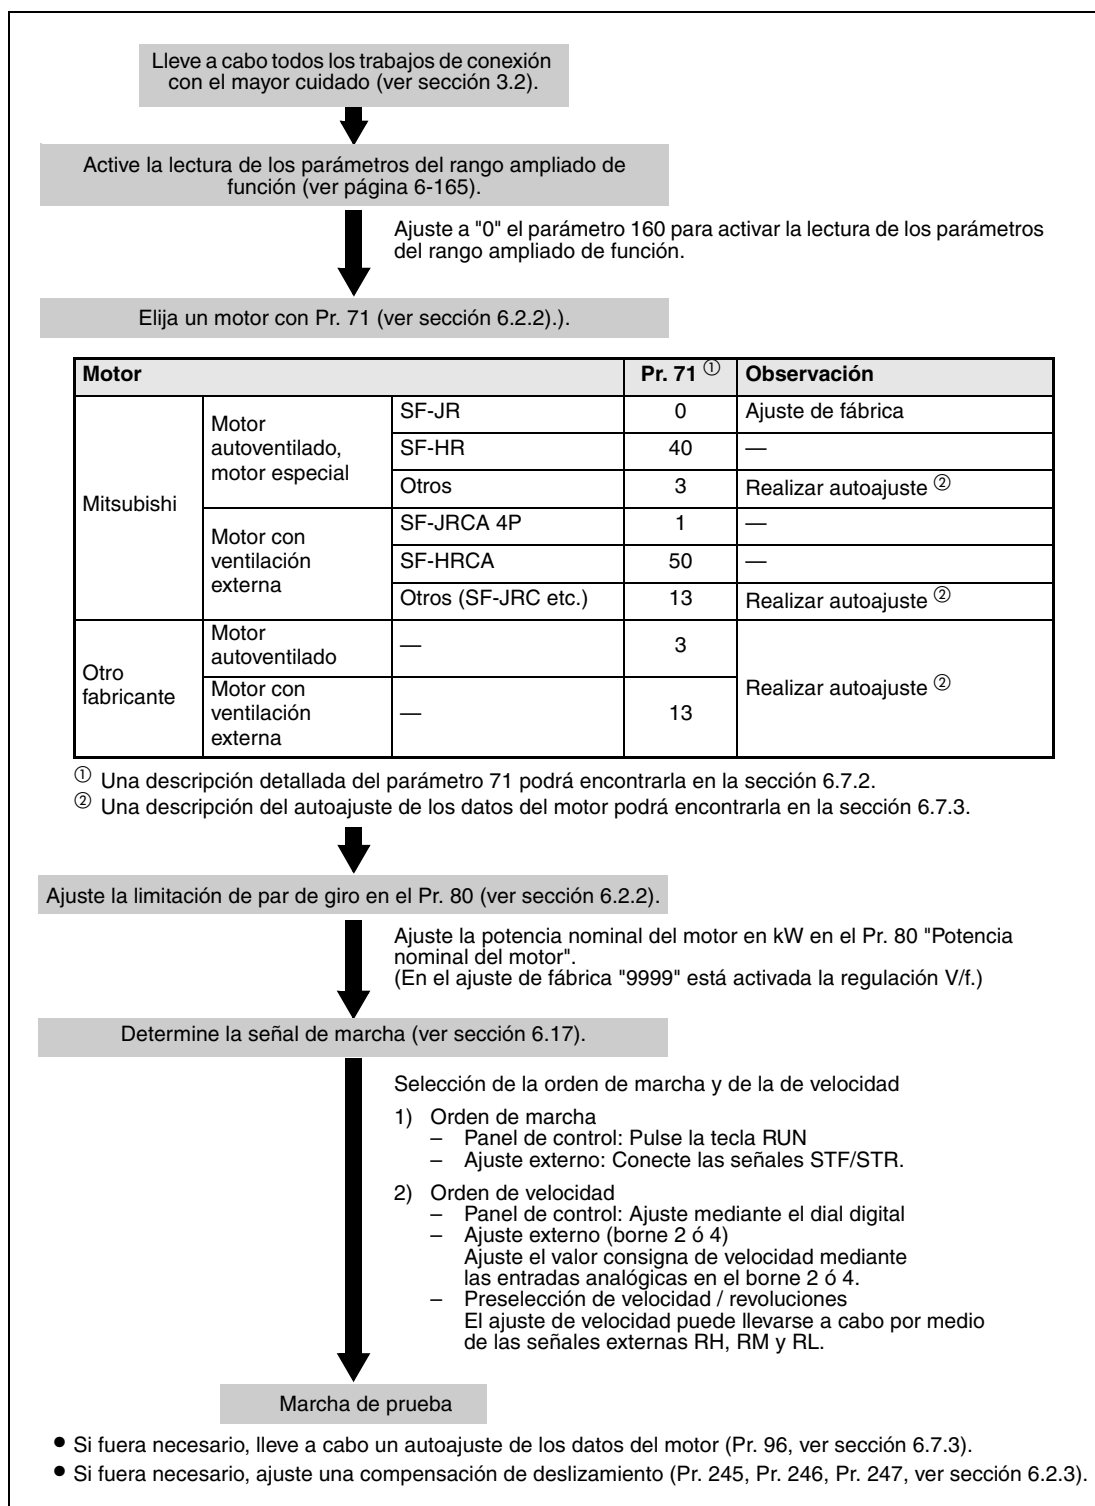 Lleve a cabo todos los trabajos de conexión
con el mayor cuidado (ver sección 3.2).
Active la lectura de los parámetros del rango ampliado de
función (ver página 6-165).
Ajuste a "0" el parámetro 160 para activar la lectura de los parámetros
del rango ampliado de función.
Elija un motor con Pr. 71 (ver sección 6.2.2).).
Motor Pr. 71 ① Observación
Mitsubishi
Motor
autoventilado,
motor especial
SF-JR 0 Ajuste de fábrica
SF-HR 40 —
Otros 3 Realizar autoajuste ②
Motor con
ventilación
externa
SF-JRCA 4P 1 —
SF-HRCA 50 —
Otros (SF-JRC etc.) 13 Realizar autoajuste ②
Otro
fabricante
Motor
autoventilado
— 3
Realizar autoajuste ②
Motor con
ventilación
externa
— 13
① Una descripción detallada del parámetro 71 podrá encontrarla en la sección 6.7.2.
② Una descripción del autoajuste de los datos del motor podrá encontrarla en la sección 6.7.3.
Ajuste la limitación de par de giro en el Pr. 80 (ver sección 6.2.2).
Ajuste la potencia nominal del motor en kW en el Pr. 80 "Potencia
nominal del motor".
(En el ajuste de fábrica "9999" está activada la regulación V/f.)
Determine la señal de marcha (ver sección 6.17).
Selección de la orden de marcha y de la de velocidad
1) Orden de marcha
– Panel de control: Pulse la tecla RUN
– Ajuste externo: Conecte las señales STF/STR.
2) Orden de velocidad
– Panel de control: Ajuste mediante el dial digital
– Ajuste externo (borne 2 ó 4)
Ajuste el valor consigna de velocidad mediante
las entradas analógicas en el borne 2 ó 4.
– Preselección de velocidad / revoluciones
El ajuste de velocidad puede llevarse a cabo por medio
de las señales externas RH, RM y RL.
Marcha de prueba
● Si fuera necesario, lleve a cabo un autoajuste de los datos del motor (Pr. 96, ver sección 6.7.3).
● Si fuera necesario, ajuste una compensación de deslizamiento (Pr. 245, Pr. 246, Pr. 247, ver sección 6.2.3).